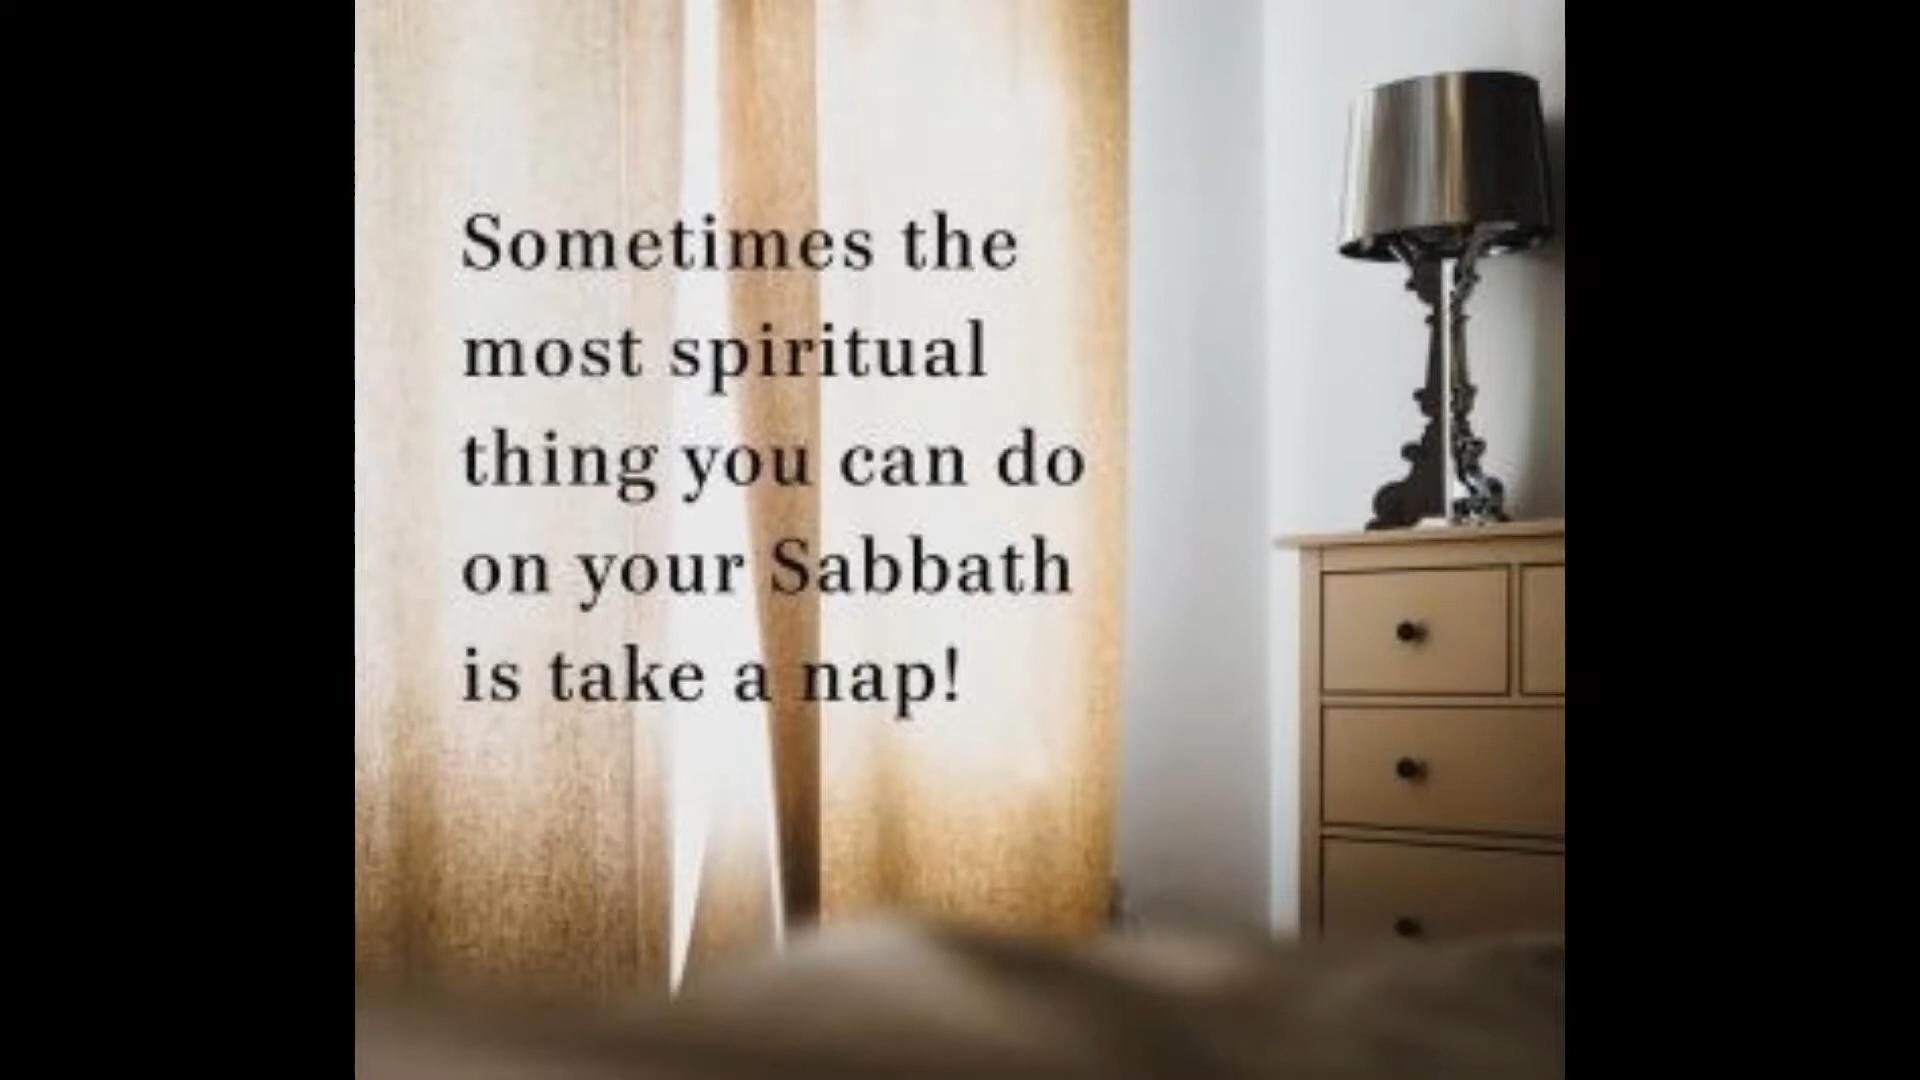 Sometimes the
most spiritual
thing you can do
on your Sabbath
is take a nap!